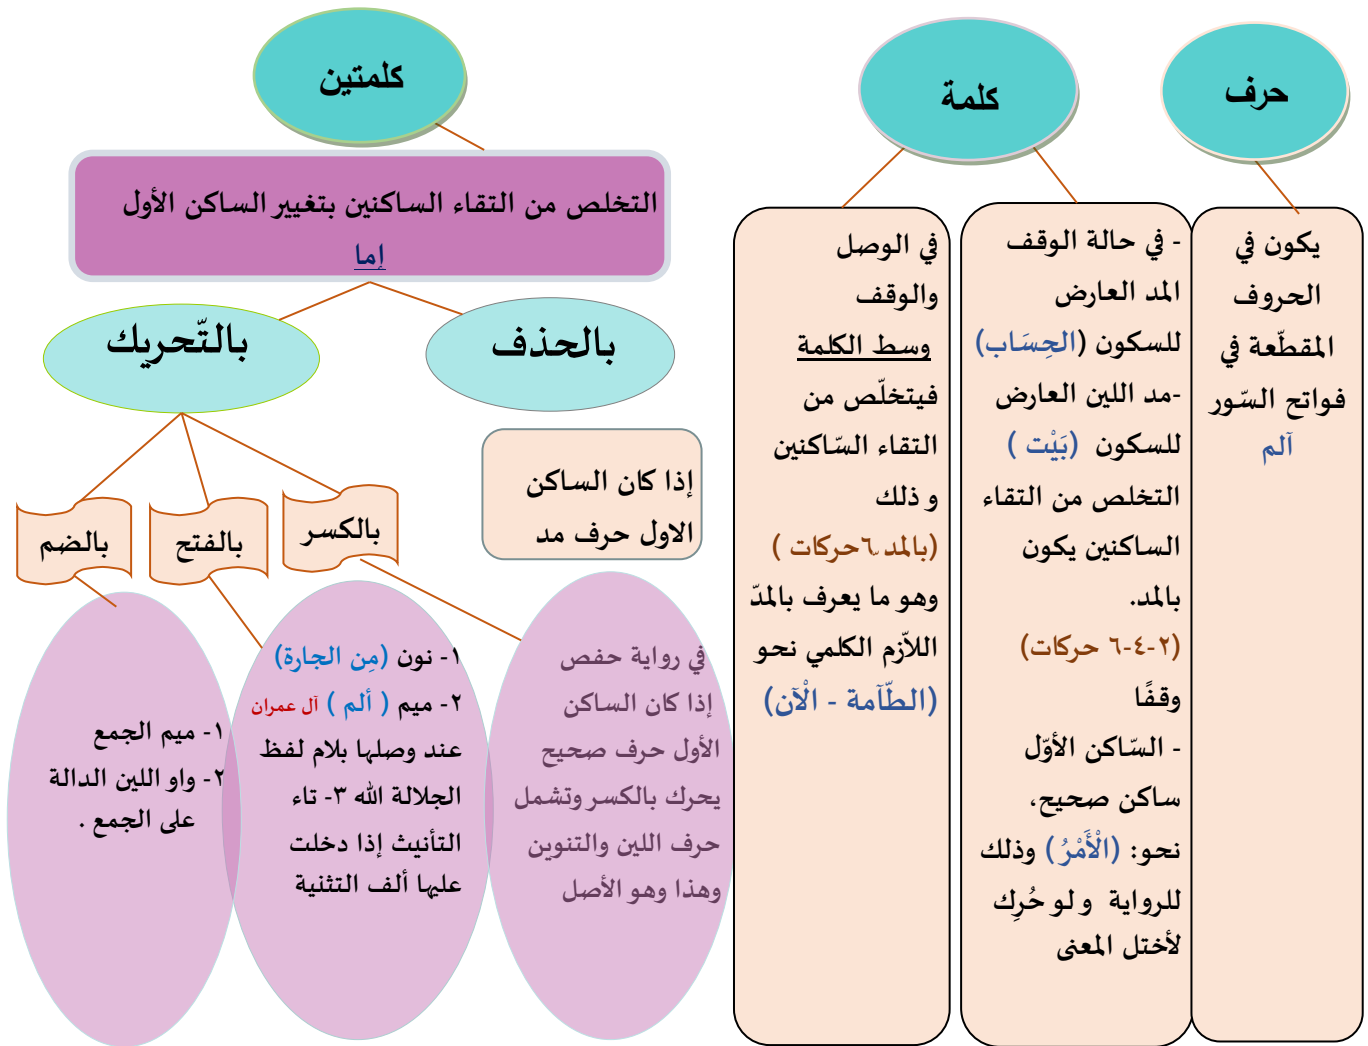 حرف
يكون في
الحروف
المقطّعة في
فواتح السّور
آلم
كلمة
- في حالة الوقف
المد العارض
للسكون (الحِسَاب)
-مد اللين العارض
للسكون (بَيْت )
التخلص من التقاء
الساكنين يكون
بالمد.
(٢-٤-٦ حركات)
وقفًا
- السّاكن الأوّل
ساكن صحيح،
نحو: (الْأَمْرُ ) وذلك
للرواية و لو حُرِك
لأختل المعنى
في الوصل
والوقف
وسط الكلمة
فيتخلّص من
التقاء السّاكنين
و ذلك
(بالمد ٦حركات )
وهو ما يعرف بالمدّ
اللاّزم الكلمي نحو
(الطّآمة - الْآن)
كلمتين
التخلص من التقاء الساكنين بتغيير الساكن الأول
إما
بالحذف
إذا كان الساكن
الاول حرف مد
بالتّحريك
بالكسر
في رواية حفص
إذا كان الساكن
الأول حرف صحيح
يحرك بالكسر وتشمل
حرف اللين والتنوين
وهذا وهو الأصل
بالفتح
١- نون (مِن الجارة)
٢- ميم ( ألم ) آل عمران
عند وصلها بلام لفظ
الجلالة الله ٣- تاء
التأنيث إذا دخلت
عليها ألف التثنية
بالضم
١- ميم الجمع
٢- واو اللين الدالة
على الجمع .